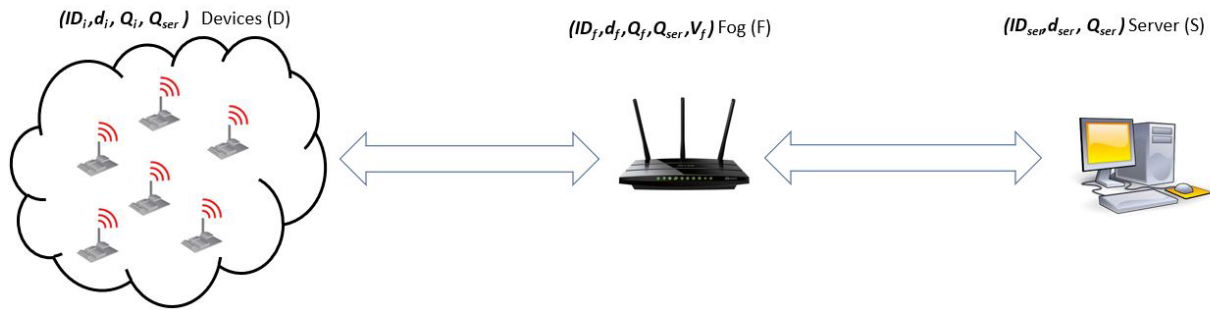 (IDi,di, Qi, Qser) Devices (D)
(IDf,df,Qf,Qser,Vf) Fog (F)
(IDser,dser, Qser) Server (S)